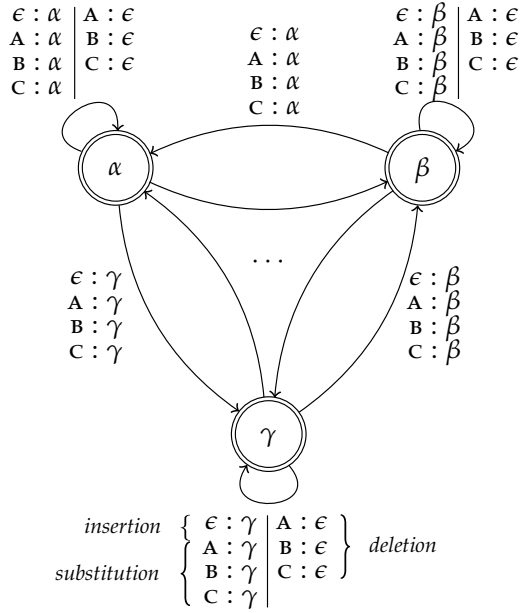 ϵ : α | A : ϵ
A : α | B : ϵ
B : α | C : ϵ
C : α
ϵ : α
A : α
B : α
C : α
ϵ : β | A : ϵ
A : β | B : ϵ
B : β | C : ϵ
C : β
α
β
...
ϵ : γ
A : γ
B : γ
C : γ
ϵ : β
A : β
B : β
C : β
γ
insertion { ϵ : γ | A : ϵ
A : γ | B : ϵ } deletion
substitution { B : γ | C : ϵ
C : γ